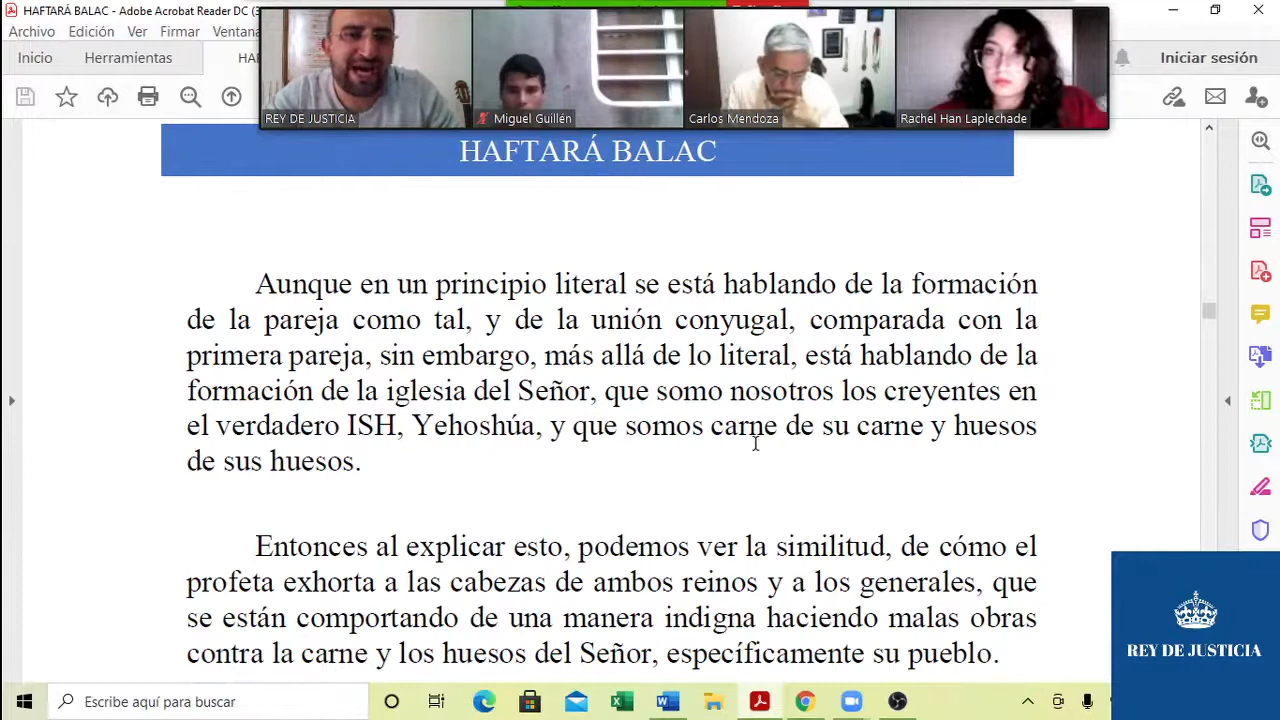 HAFTARÁ BALAC - Adobe Acrobat Reader DC (3
Archivo Edición Ver Firmar Ventana
Inicio Herramientas Iniciar sesión
REY DE JUSTICIA Miguel Guillén Carlos Mendoza Rachel Han Laplechade
HAFTARÁ BALAC
Aunque en un principio literal se está hablando de la formación
de la pareja como tal, y de la unión conyugal, comparada con la
primera pareja, sin embargo, más allá de lo literal, está hablando de la
formación de la iglesia del Señor, que somo nosotros los creyentes en
el verdadero ISH, Yehoshúa, y que somos carne de su carne y huesos
de sus huesos.
Entonces al explicar esto, podemos ver la similitud, de cómo el
profeta exhorta a las cabezas de ambos reinos y a los generales, que
se están comportando de una manera indigna haciendo malas obras
contra la carne y los huesos del Señor, específicamente su pueblo.
REY DE JUSTICIA
Escribe aquí para buscar